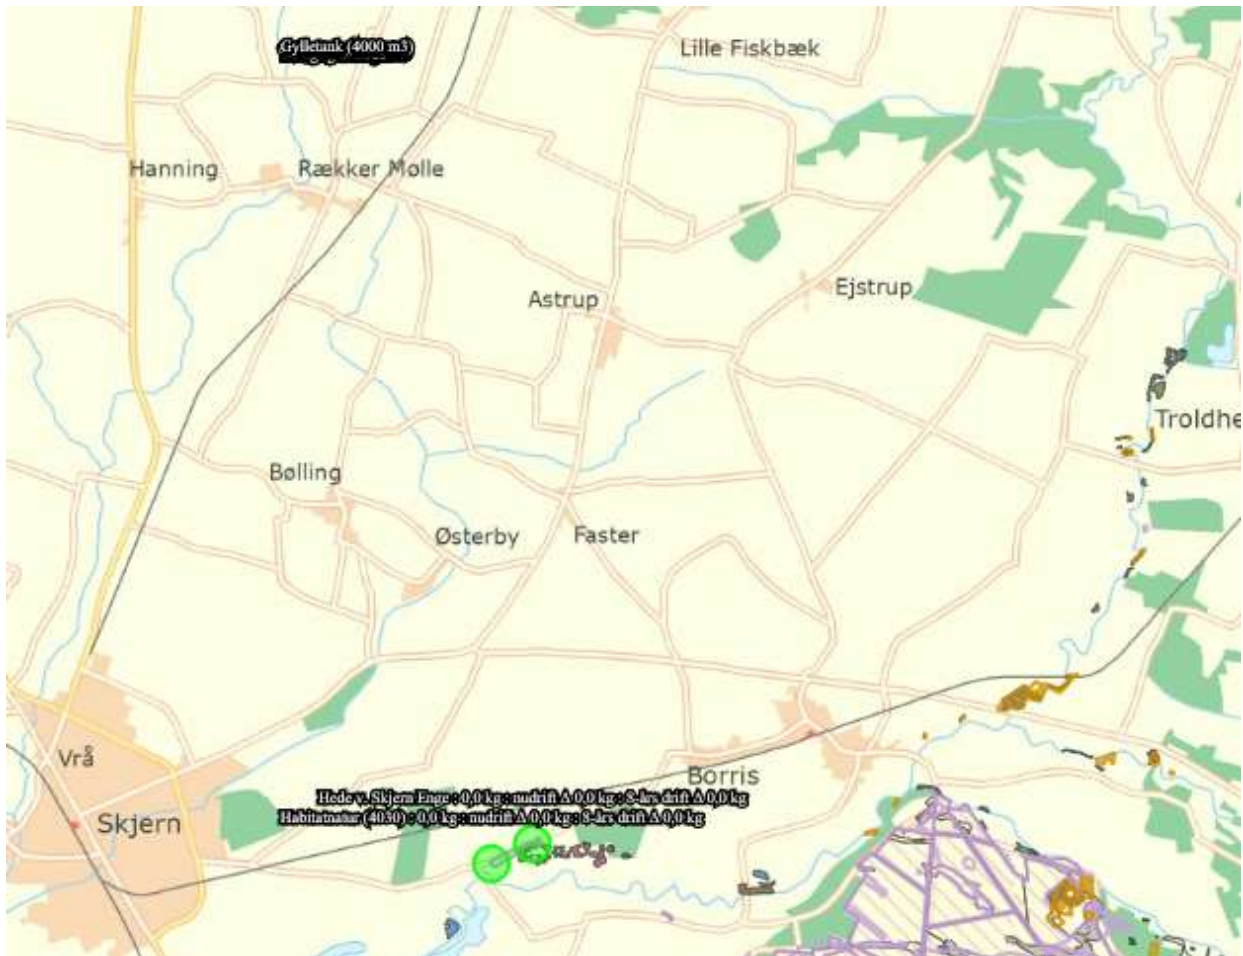 Gylletank (4000 m3)
Lille Fiskbæk
Hanning
Rækker Mølle
Astrup
Ejstrup
Troldhe
Bølling
Østerby
Faster
Vrå
Borris
Hede v. Skjern Enge : 0,0 kg : nudrift Δ 0,0 kg : 8-års drift Δ 0,0 kg
Habitatnatur (4030) : 0,0 kg : nudrift Δ 0,0 kg : 8-års drift Δ 0,0 kg
Skjern